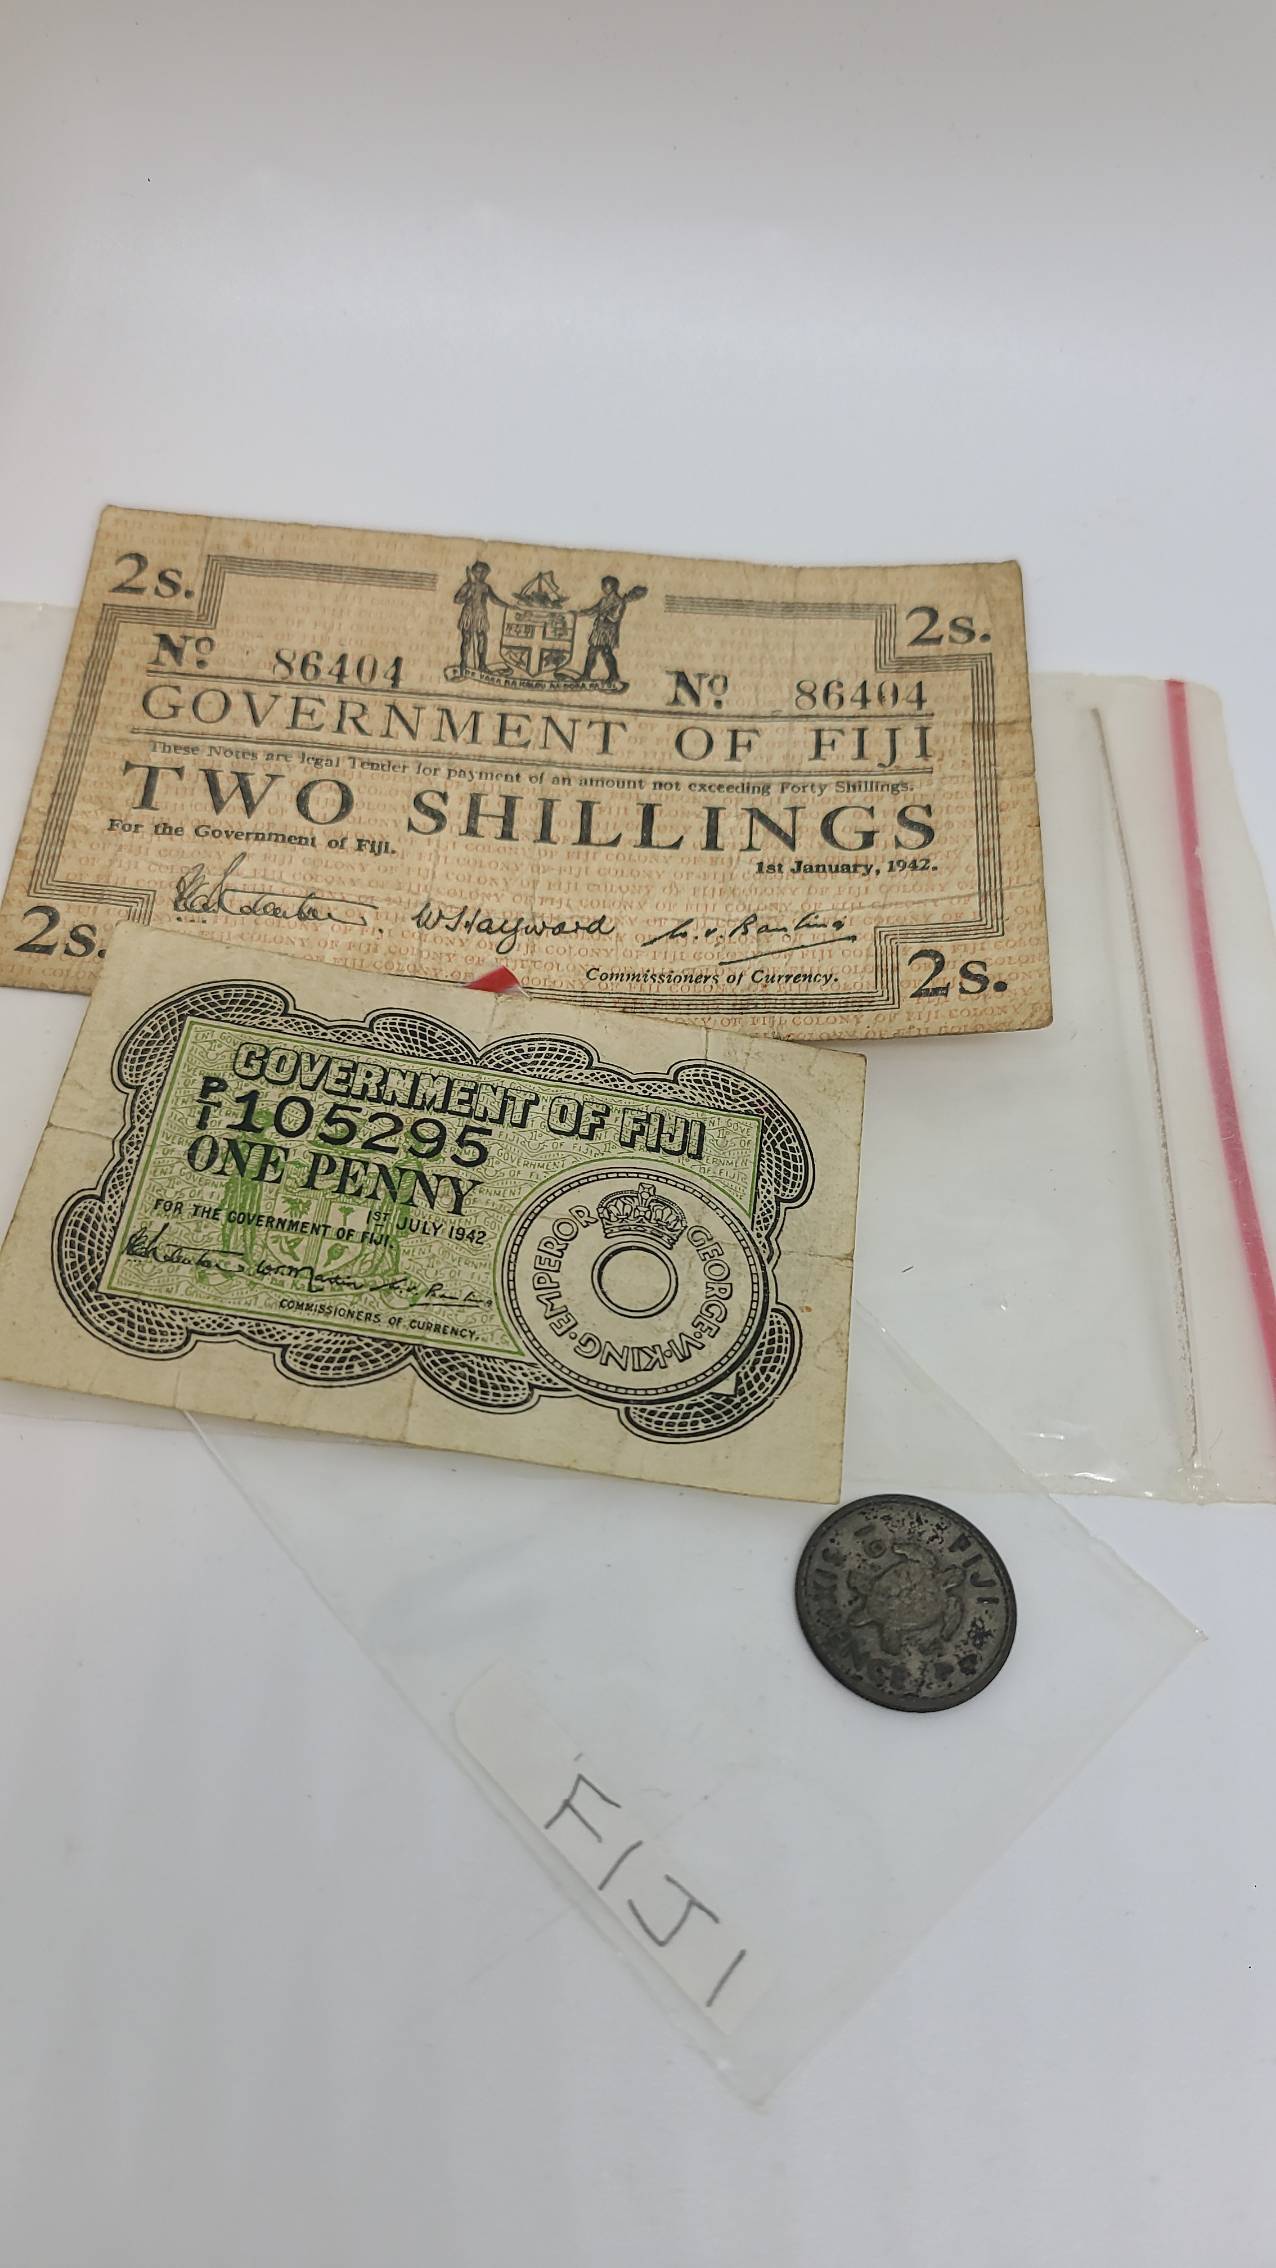 2s.
2s.
No. 86404
No. 86404
GOVERNMENT OF FIJI
These Notes are legal Tender for payment of an amount not exceeding Forty Shillings.
TWO SHILLINGS
For the Government of Fiji.
1st January, 1942.
W S Hayward
Commissioners of Currency.
2s.
2s.
GOVERNMENT OF FIJI
P/1 105295
ONE PENNY
1ST JULY 1942
FOR THE GOVERNMENT OF FIJI.
COMMISSIONERS OF CURRENCY.
GEORGE·VI·KING·EMPEROR
FIJI
FIJI